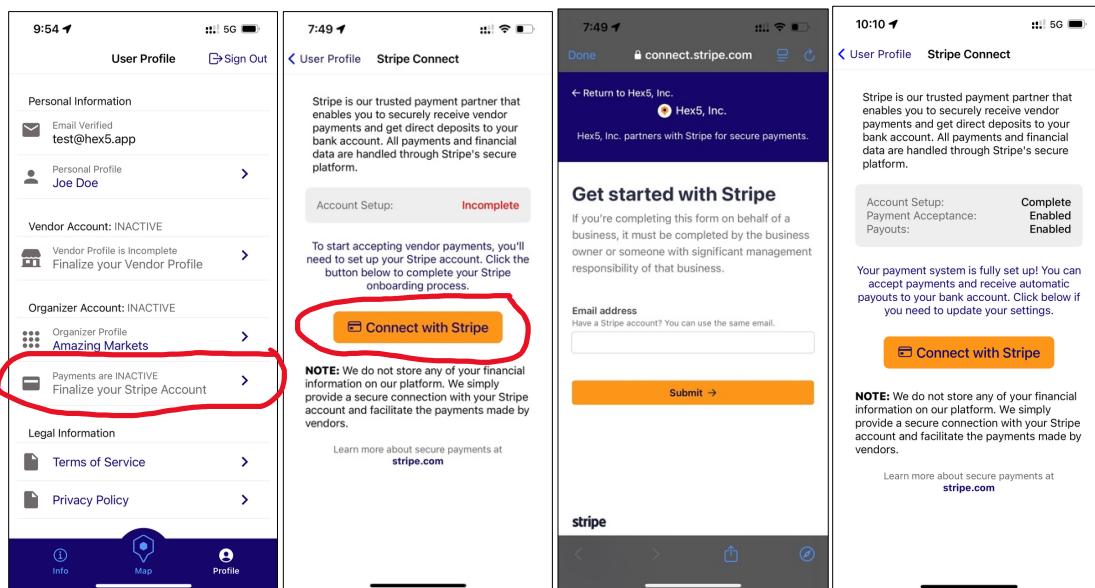 9:54
5G
User Profile
Sign Out
Personal Information
Email Verified
test@hex5.app
Personal Profile
Joe Doe
Vendor Account: INACTIVE
Vendor Profile is Incomplete
Finalize your Vendor Profile
Organizer Account: INACTIVE
Organizer Profile
Amazing Markets
Payments are INACTIVE
Finalize your Stripe Account
Legal Information
Terms of Service
Privacy Policy
Info
Map
Profile
7:49
User Profile
Stripe Connect
Stripe is our trusted payment partner that
enables you to securely receive vendor
payments and get direct deposits to your
bank account. All payments and financial
data are handled through Stripe's secure
platform.
Account Setup: Incomplete
To start accepting vendor payments, you'll
need to set up your Stripe account. Click the
button below to complete your Stripe
onboarding process.
Connect with Stripe
NOTE: We do not store any of your financial
information on our platform. We simply
provide a secure connection with your Stripe
account and facilitate the payments made by
vendors.
Learn more about secure payments at
stripe.com
7:49
Done
connect.stripe.com
← Return to Hex5, Inc.
Hex5, Inc.
Hex5, Inc. partners with Stripe for secure payments.
Get started with Stripe
If you're completing this form on behalf of a
business, it must be completed by the business
owner or someone with significant management
responsibility of that business.
Email address
Have a Stripe account? You can use the same email.
Submit →
stripe
10:10
5G
User Profile
Stripe Connect
Stripe is our trusted payment partner that
enables you to securely receive vendor
payments and get direct deposits to your
bank account. All payments and financial
data are handled through Stripe's secure
platform.
Account Setup: Complete
Payment Acceptance: Enabled
Payouts: Enabled
Your payment system is fully set up! You can
accept payments and receive automatic
payouts to your bank account. Click below if
you need to update your settings.
Connect with Stripe
NOTE: We do not store any of your financial
information on our platform. We simply
provide a secure connection with your Stripe
account and facilitate the payments made by
vendors.
Learn more about secure payments at
stripe.com